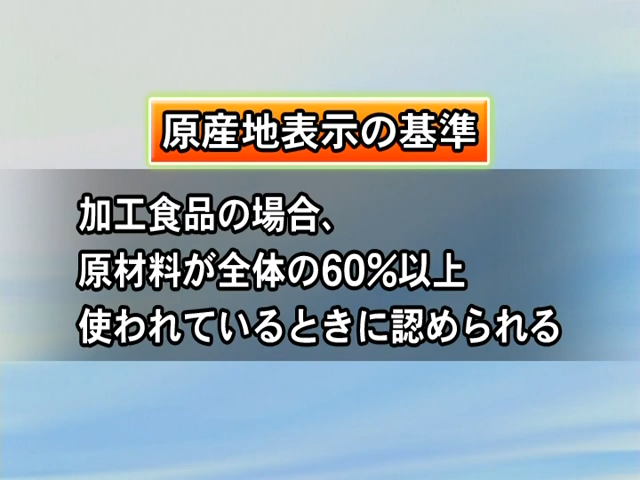 原産地表示の基準
加工食品の場合、
原材料が全体の60%以上
使われているときに認められる